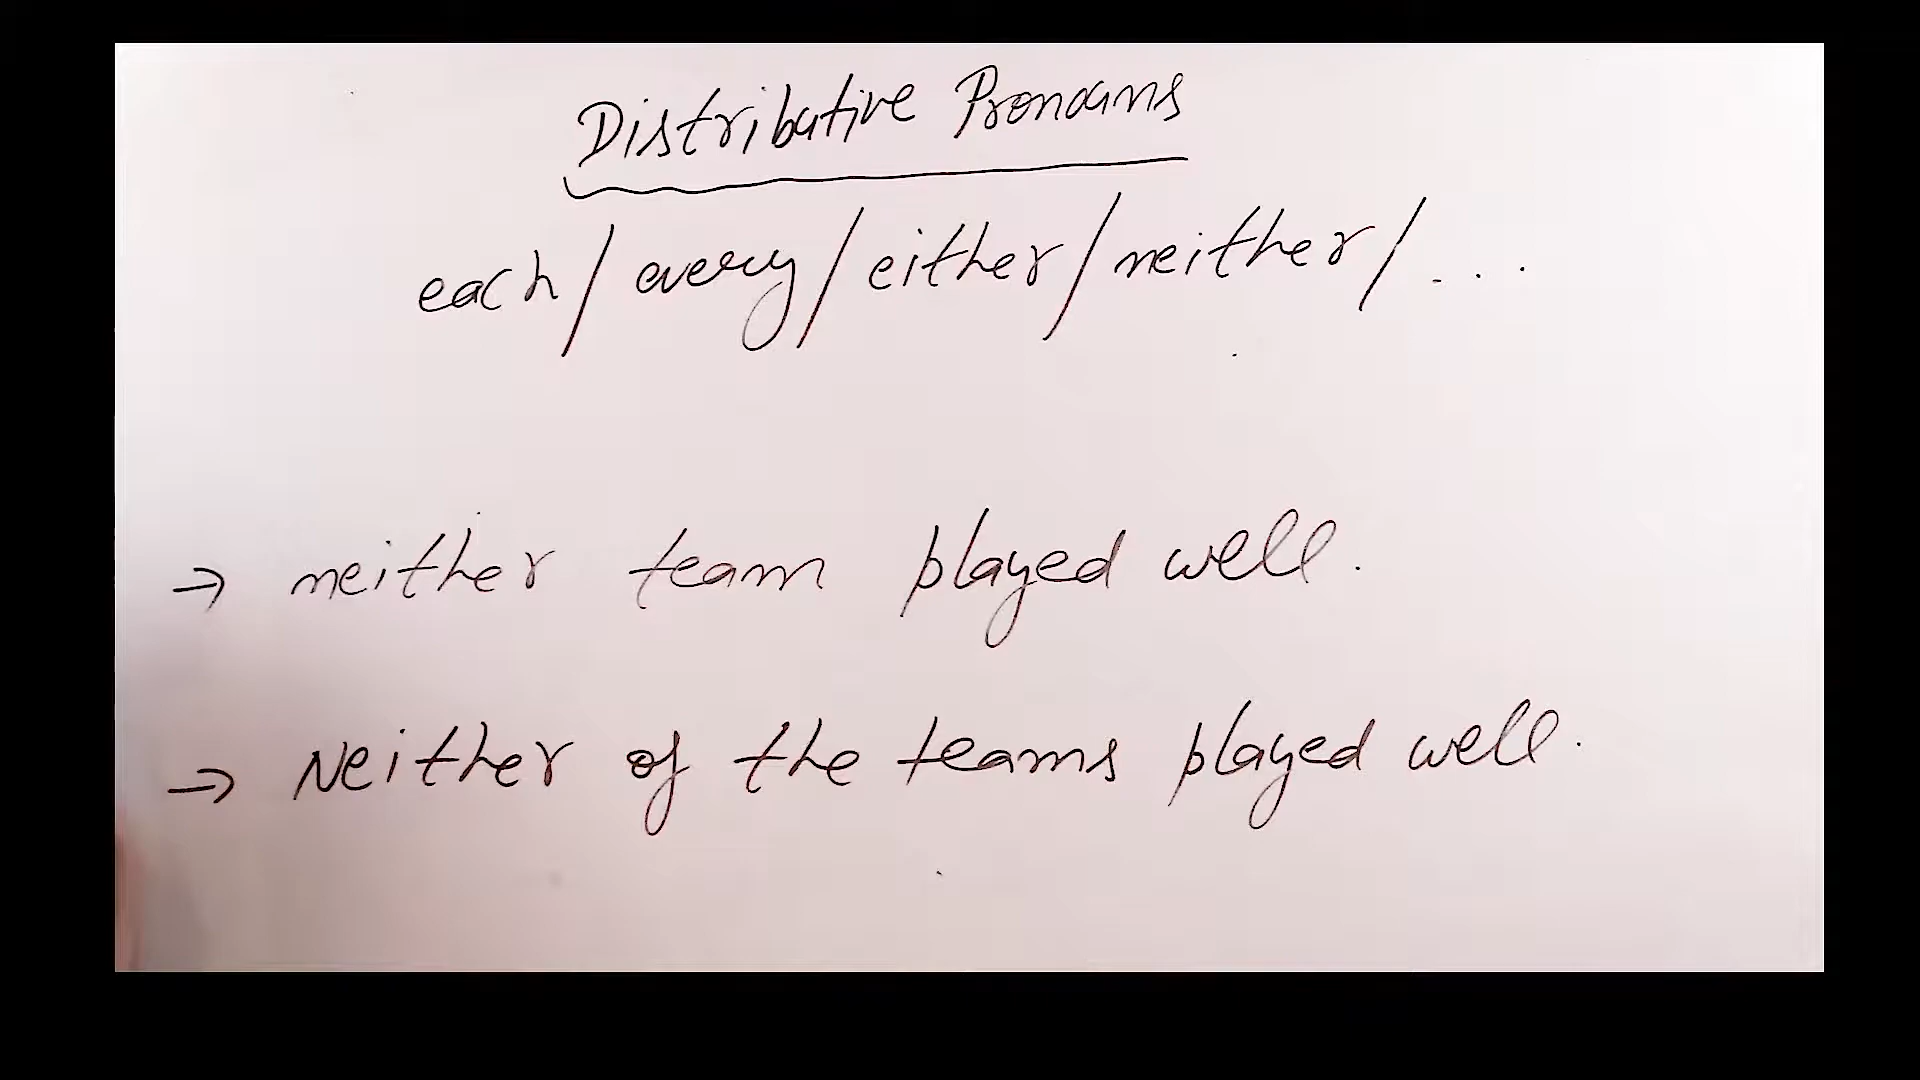 Distributive Pronouns
each/every/either/neither/...
→ neither team played well.
→ Neither of the teams played well.